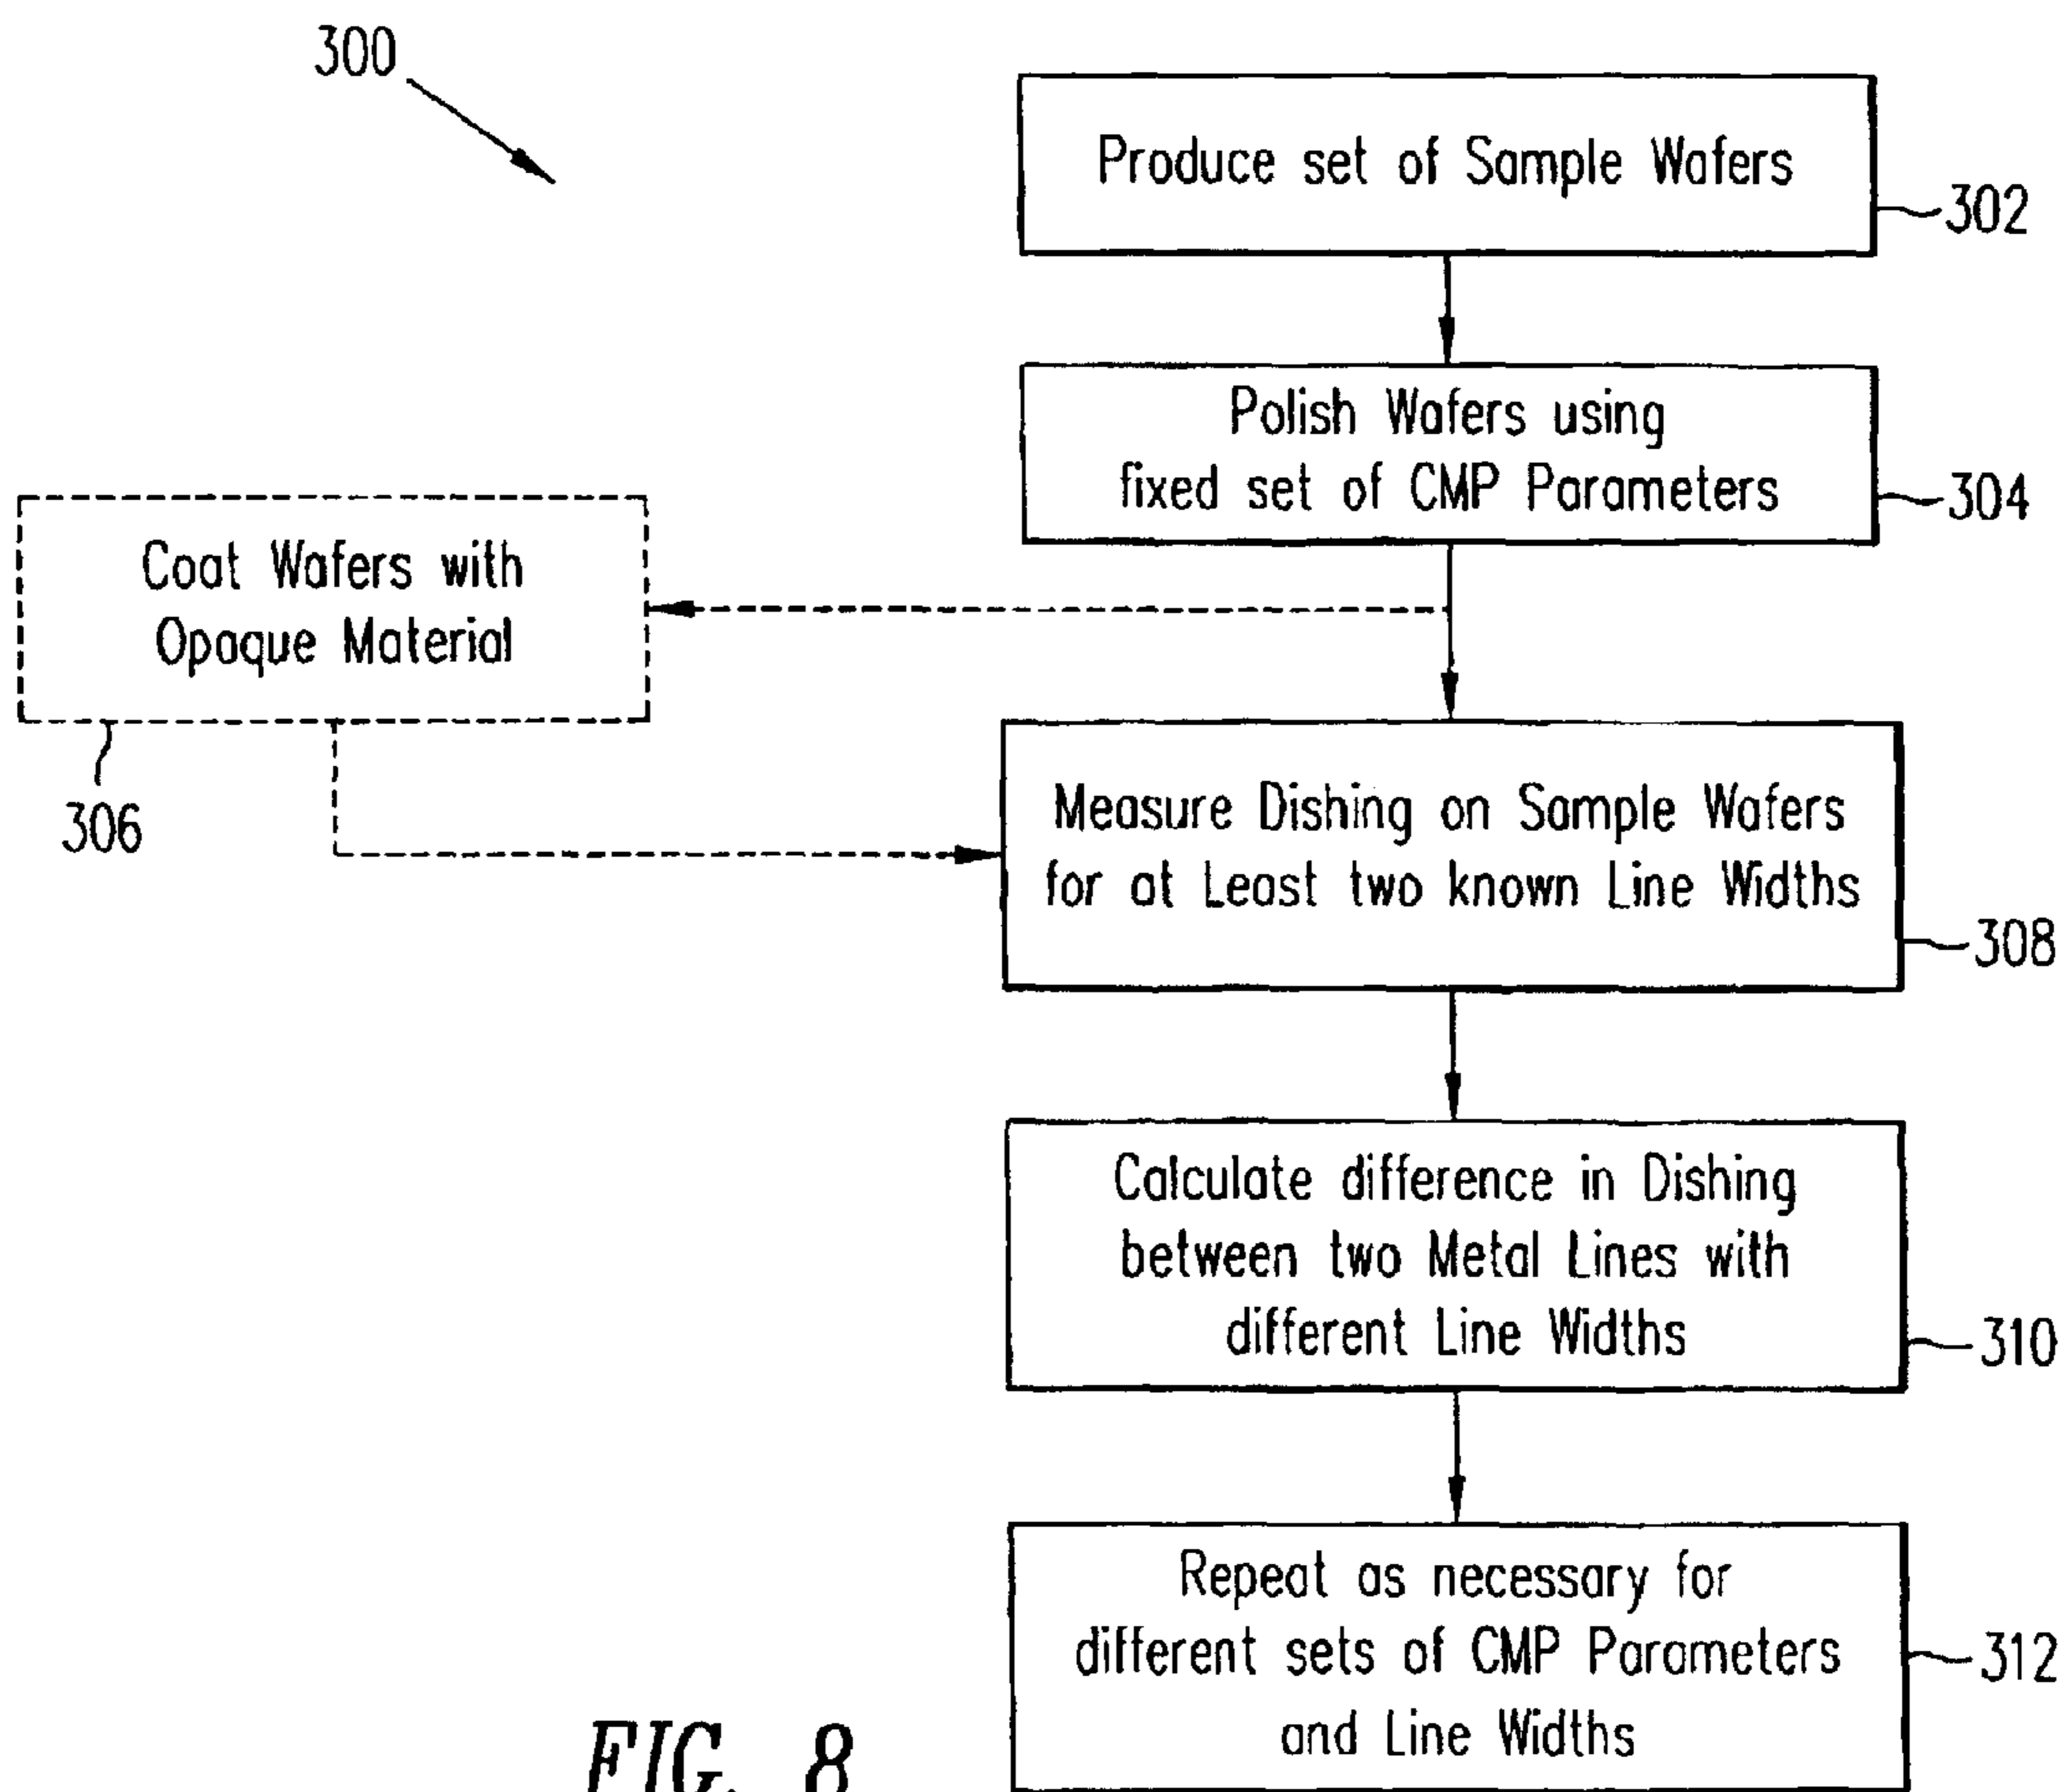 300
Produce set of Sample Wafers
302
Polish Wafers using
fixed set of CMP Parameters
304
Coat Wafers with
Opaque Material
306
Measure Dishing on Sample Wafers
for at Least two known Line Widths
308
Calculate difference in Dishing
between two Metal Lines with
different Line Widths
310
Repeat as necessary for
different sets of CMP Parameters
and Line Widths
312
FIG. 8